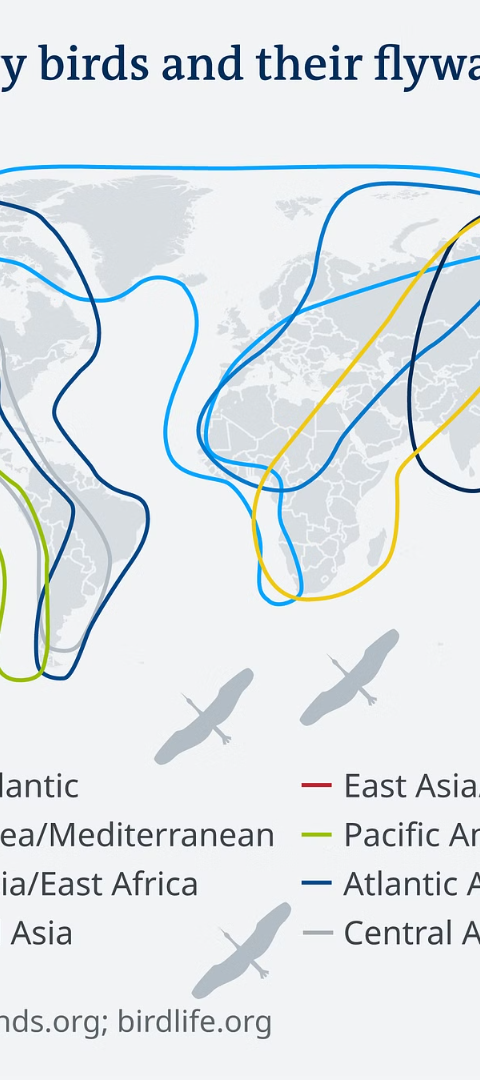 y birds and their flywa
lantic
ea/Mediterranean
ia/East Africa
l Asia
East Asia/
Pacific Am
Atlantic A
Central A
nds.org; birdlife.org